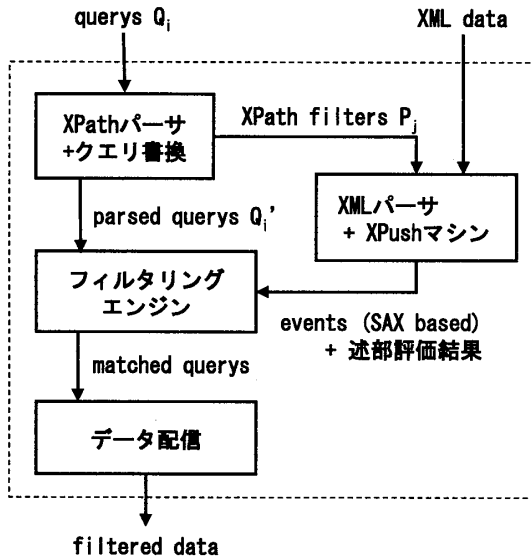 querys Qi
XML data
XPathパーサ
+クエリ書換
XPath filters Pj
XMLパーサ
+ XPushマシン
parsed querys Qi'
フィルタリング
エンジン
events (SAX based)
+ 述部評価結果
matched querys
データ配信
filtered data